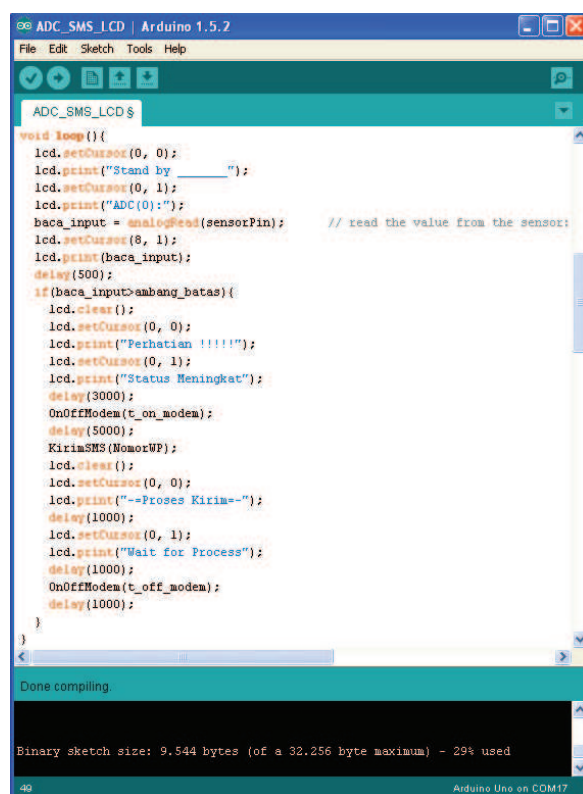 ADC_SMS_LCD | Arduino 1.5.2
File Edit Sketch Tools Help
ADC_SMS_LCD §
void loop(){
  lcd.setCursor(0, 0);
  lcd.print("Stand by _______");
  lcd.setCursor(0, 1);
  lcd.print("ADC(0):");
  baca_input = analogRead(sensorPin);      // read the value from the sensor:
  lcd.setCursor(8, 1);
  lcd.print(baca_input);
  delay(500);
  if(baca_input>ambang_batas){
    lcd.clear();
    lcd.setCursor(0, 0);
    lcd.print("Perhatian !!!!!");
    lcd.setCursor(0, 1);
    lcd.print("Status Meningkat");
    delay(3000);
    OnOffModem(t_on_modem);
    delay(5000);
    KirimSMS(NomorWP);
    lcd.clear();
    lcd.setCursor(0, 0);
    lcd.print("-=Proses Kirim=-");
    delay(1000);
    lcd.setCursor(0, 1);
    lcd.print("Wait for Process");
    delay(1000);
    OnOffModem(t_off_modem);
    delay(1000);
  }
}
Done compiling.
Binary sketch size: 9.544 bytes (of a 32.256 byte maximum) - 29% used
49 Arduino Uno on COM17